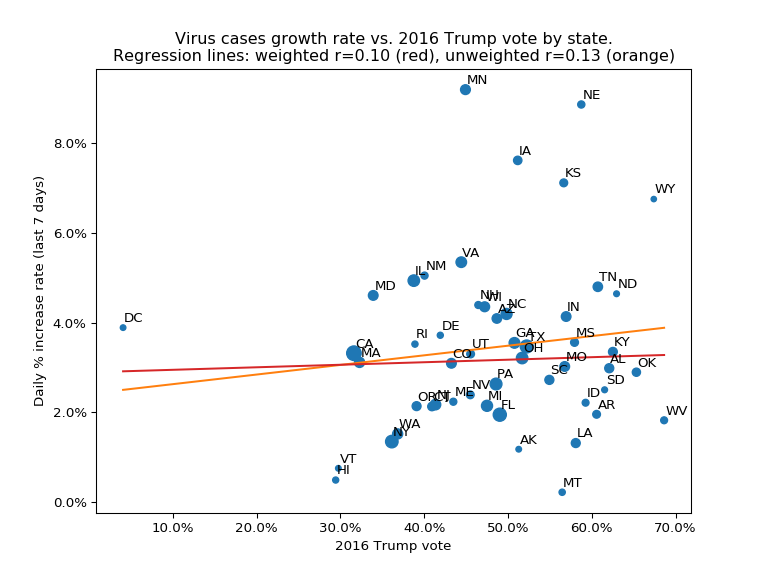 Virus cases growth rate vs. 2016 Trump vote by state.
Regression lines: weighted r=0.10 (red), unweighted r=0.13 (orange)
MN
NE
8.0%
IA
KS
WY
6.0%
VA
IL
NM
TN
ND
MD
NH
WI
NC
AZ
IN
DC
4.0%
RI
DE
GA
TX
MS
CA
MA
UT
OH
KY
CO
MO
AL
OK
PA
SC
SD
2.0%
OR
CT
NJ
ME
NV
MI
FL
ID
AR
WV
WA
NY
AK
LA
VT
HI
MT
0.0%
10.0% 20.0% 30.0% 40.0% 50.0% 60.0% 70.0%
2016 Trump vote
Daily % increase rate (last 7 days)